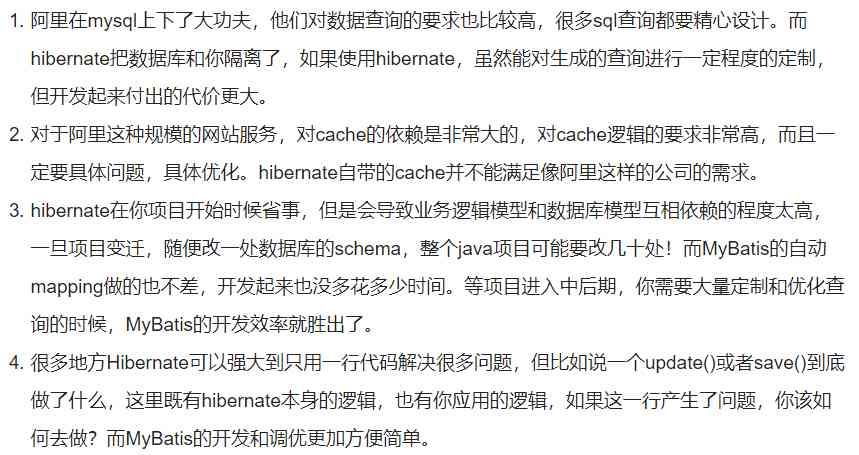 1. 阿里在mysql上下了大功夫，他们对数据查询的要求也比较高，很多sql查询都要精心设计。而
hibernate把数据库和你隔离了，如果使用hibernate，虽然能对生成的查询进行一定程度的定制，
但开发起来付出的代价更大。
2. 对于阿里这种规模的网站服务，对cache的依赖是非常大的，对cache逻辑的要求非常高，而且一
定要具体问题，具体优化。hibernate自带的cache并不能满足像阿里这样的公司的需求。
3. hibernate在你项目开始时候省事，但是会导致业务逻辑模型和数据库模型互相依赖的程度太高，
一旦项目变迁，随便改一处数据库的schema，整个java项目可能要改几十处！而MyBatis的自动
mapping做的也不差，开发起来也没多花多少时间。等项目进入中后期，你需要大量定制和优化查
询的时候，MyBatis的开发效率就胜出了。
4. 很多地方Hibernate可以强大到只用一行代码解决很多问题，但比如说一个update()或者save()到底
做了什么，这里既有hibernate本身的逻辑，也有你应用的逻辑，如果这一行产生了问题，你该如
何去做？而MyBatis的开发和调优更加方便简单。